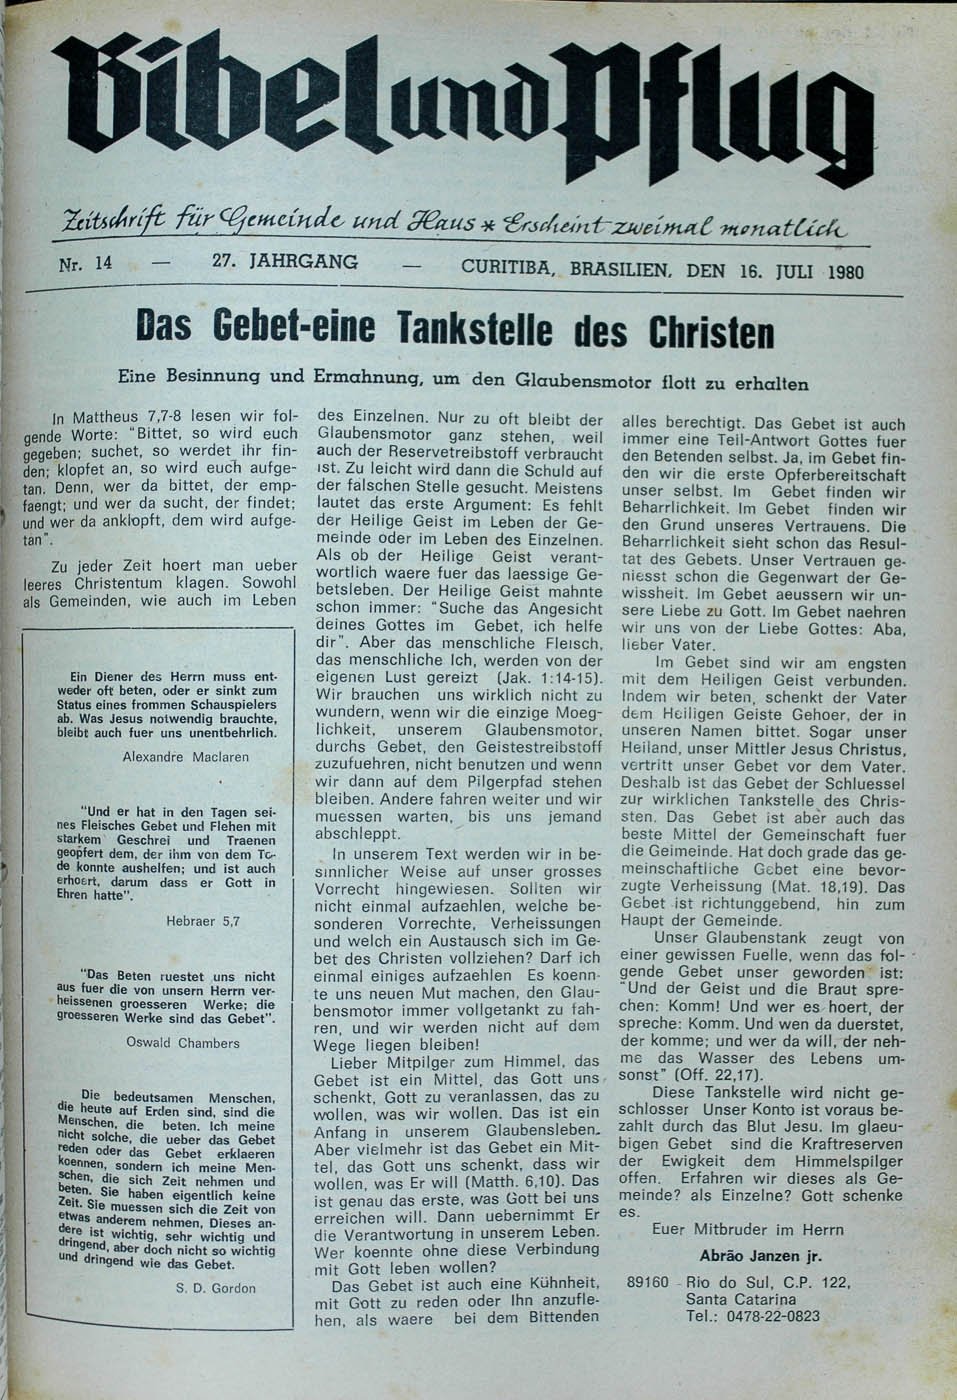 Bibel und Pflug
Zeitschrift für Gemeinde und Haus * Erscheint zweimal monatlich
Nr. 14 — 27. JAHRGANG — CURITIBA, BRASILIEN, DEN 16. JULI 1980
Das Gebet-eine Tankstelle des Christen
Eine Besinnung und Ermahnung, um den Glaubensmotor flott zu erhalten
In Mattheus 7,7-8 lesen wir fol-
gende Worte: "Bittet, so wird euch
gegeben; suchet, so werdet ihr fin-
den; klopfet an, so wird euch aufge-
tan. Denn, wer da bittet, der emp-
faengt; und wer da sucht, der findet;
und wer da anklopft, dem wird aufge-
tan".
Zu jeder Zeit hoert man ueber
leeres Christentum klagen. Sowohl
als Gemeinden, wie auch im Leben
Ein Diener des Herrn muss ent-
weder oft beten, oder er sinkt zum
Status eines frommen Schauspielers
ab. Was Jesus notwendig brauchte,
bleibt auch fuer uns unentbehrlich.
Alexandre Maclaren
"Und er hat in den Tagen sei-
nes Fleisches Gebet und Flehen mit
starkem Geschrei und Traenen
geopfert dem, der ihm von dem To-
de konnte aushelfen; und ist auch
erhoert, darum dass er Gott in
Ehren hatte".
Hebraer 5,7
"Das Beten ruestet uns nicht
aus fuer die von unsern Herrn ver-
heissenen groesseren Werke; die
groesseren Werke sind das Gebet".
Oswald Chambers
Die bedeutsamen Menschen,
die heute auf Erden sind, sind die
Menschen, die beten. Ich meine
nicht solche, die ueber das Gebet
reden oder das Gebet erklaeren
koennen, sondern ich meine Men-
schen, die sich Zeit nehmen und
beten. Sie haben eigentlich keine
Zeit. Sie muessen sich die Zeit von
etwas anderem nehmen, Dieses an-
dere ist wichtig, sehr wichtig und
dringend, aber doch nicht so wichtig
und dringend wie das Gebet.
S. D. Gordon
des Einzelnen. Nur zu oft bleibt der
Glaubensmotor ganz stehen, weil
auch der Reservetreibstoff verbraucht
ist. Zu leicht wird dann die Schuld auf
der falschen Stelle gesucht. Meistens
lautet das erste Argument: Es fehlt
der Heilige Geist im Leben der Ge-
meinde oder im Leben des Einzelnen.
Als ob der Heilige Geist verant-
wortlich waere fuer das laessige Ge-
betsleben. Der Heilige Geist mahnte
schon immer: "Suche das Angesicht
deines Gottes im Gebet, ich helfe
dir". Aber das menschliche Fleisch,
das menschliche Ich, werden von der
eigenen Lust gereizt (Jak. 1:14-15).
Wir brauchen uns wirklich nicht zu
wundern, wenn wir die einzige Moeg-
lichkeit, unserem Glaubensmotor,
durchs Gebet, den Geistestreibstoff
zuzufuehren, nicht benutzen und wenn
wir dann auf dem Pilgerpfad stehen
bleiben. Andere fahren weiter und wir
muessen warten, bis uns jemand
abschleppt.
In unserem Text werden wir in be-
sinnlicher Weise auf unser grosses
Vorrecht hingewiesen. Sollten wir
nicht einmal aufzaehlen, welche be-
sonderen Vorrechte, Verheissungen
und welch ein Austausch sich im Ge-
bet des Christen vollziehen? Darf ich
einmal einiges aufzaehlen Es koenn-
te uns neuen Mut machen, den Glau-
bensmotor immer vollgetankt zu fah-
ren, und wir werden nicht auf dem
Wege liegen bleiben!
Lieber Mitpilger zum Himmel, das
Gebet ist ein Mittel, das Gott uns
schenkt, Gott zu veranlassen, das zu
wollen, was wir wollen. Das ist ein
Anfang in unserem Glaubensleben.
Aber vielmehr ist das Gebet ein Mit-
tel, das Gott uns schenkt, dass wir
wollen, was Er will (Matth. 6,10). Das
ist genau das erste, was Gott bei uns
erreichen will. Dann uebernimmt Er
die Verantwortung in unserem Leben.
Wer koennte ohne diese Verbindung
mit Gott leben wollen?
Das Gebet ist auch eine Kühnheit,
mit Gott zu reden oder Ihn anzufle-
hen, als waere bei dem Bittenden
alles berechtigt. Das Gebet ist auch
immer eine Teil-Antwort Gottes fuer
den Betenden selbst. Ja, im Gebet fin-
den wir die erste Opferbereitschaft
unser selbst. Im Gebet finden wir
Beharrlichkeit. Im Gebet finden wir
den Grund unseres Vertrauens. Die
Beharrlichkeit sieht schon das Resul-
tat des Gebets. Unser Vertrauen ge-
niesst schon die Gegenwart der Ge-
wissheit. Im Gebet aeussern wir un-
sere Liebe zu Gott. Im Gebet naehren
wir uns von der Liebe Gottes: Aba,
lieber Vater.
Im Gebet sind wir am engsten
mit dem Heiligen Geist verbunden.
Indem wir beten, schenkt der Vater
dem Heiligen Geiste Gehoer, der in
unseren Namen bittet. Sogar unser
Heiland, unser Mittler Jesus Christus,
vertritt unser Gebet vor dem Vater.
Deshalb ist das Gebet der Schluessel
zur wirklichen Tankstelle des Chris-
sten. Das Gebet ist aber auch das
beste Mittel der Gemeinschaft fuer
die Geimeinde. Hat doch grade das ge-
meinschaftliche Gebet eine bevor-
zugte Verheissung (Mat. 18,19). Das
Gebet ist richtunggebend, hin zum
Haupt der Gemeinde.
Unser Glaubenstank zeugt von
einer gewissen Fuelle, wenn das fol-
gende Gebet unser geworden ist:
"Und der Geist und die Braut spre-
chen: Komm! Und wer es hoert, der
spreche: Komm. Und wen da duerstet,
der komme; und wer da will, der neh-
me das Wasser des Lebens um-
sonst" (Off. 22,17).
Diese Tankstelle wird nicht ge-
schlosser Unser Konto ist voraus be-
zahlt durch das Blut Jesu. Im glaeu-
bigen Gebet sind die Kraftreserven
der Ewigkeit dem Himmelspilger
offen. Erfahren wir dieses als Ge-
meinde? als Einzelne? Gott schenke
es.
Euer Mitbruder im Herrn
Abrão Janzen jr.
89160 - Rio do Sul, C.P. 122,
Santa Catarina
Tel.: 0478-22-0823